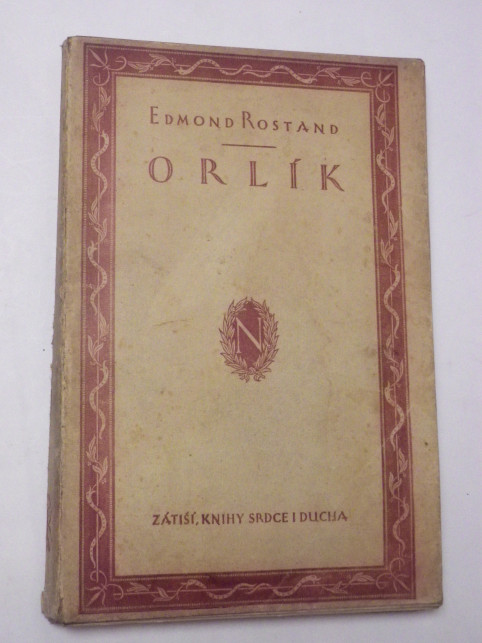 EDMOND ROSTAND
ORLÍK
N
ZÁTIŠÍ, KNIHY SRDCE I DUCHA